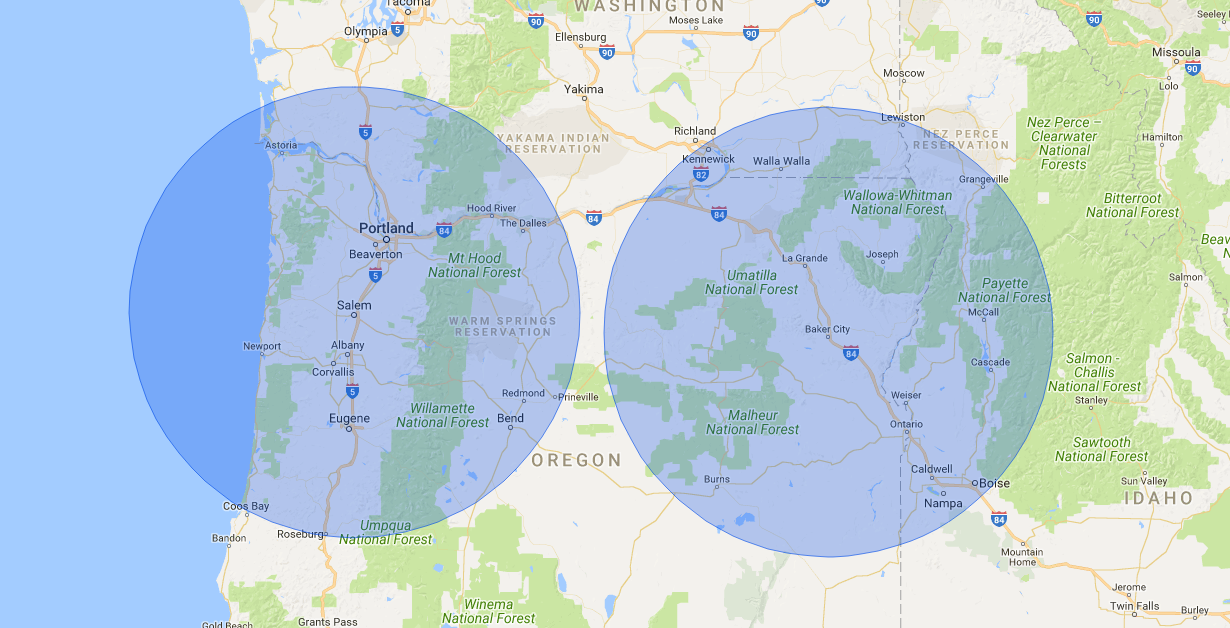 Tacoma
WASHINGTON
90
Moses Lake
90
Seeley
5
Olympia
90
Ellensburg
90
Missoula
90
Lolo
Moscow
Yakima
Lewiston
Nez Perce –
Clearwater
National
Forests
5
Richland
Astoria
YAKAMA INDIAN
RESERVATION
NEZ PERCE
RESERVATION
Hamilton
Kennewick
Walla Walla
82
Grangeville
Wallowa-Whitman
National Forest
Bitterroot
National Forest
Hood River
84
84
The Dalles
Portland
84
Beaverton
Joseph
La Grande
Mt Hood
National Forest
5
Umatilla
National Forest
Salmon
Payette
National Forest
McCall
Salem
WARM SPRINGS
RESERVATION
Baker City
Newport
Albany
84
Corvallis
Cascade
Salmon -
Challis
National Forest
5
Redmond
Prineville
Weiser
Stanley
Eugene
Willamette
National Forest
Bend
Malheur
National Forest
Ontario
Sawtooth
National Forest
OREGON
Caldwell
Burns
Boise
Sun Valley
IDAHO
Nampa
Coos Bay
84
Umpqua
National Forest
Roseburg
Bandon
Mountain
Home
Jerome
Twin Falls
Burley
Winema
National Forest
Gold Beach
Grants Pass